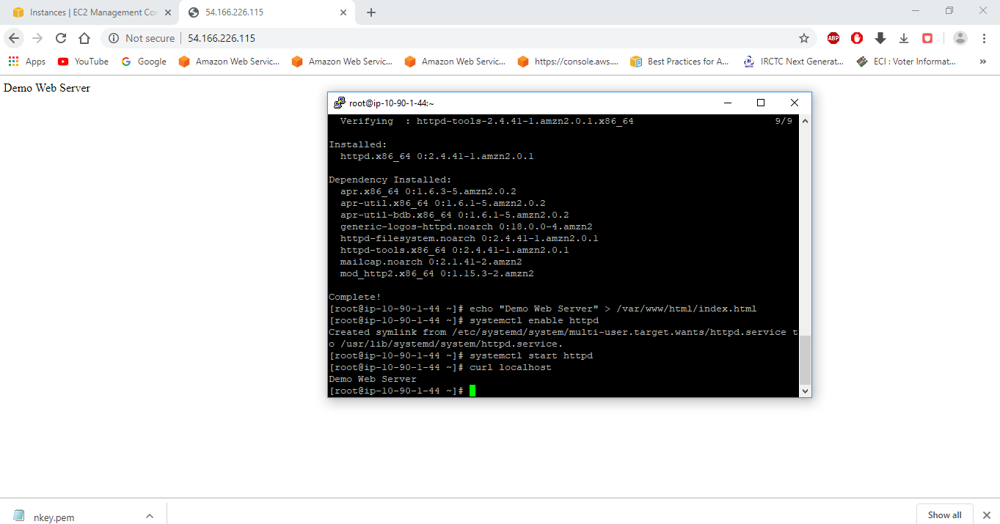 Instances | EC2 Management Cor
54.166.226.115
Not secure
54.166.226.115
ABP
Apps
YouTube
Google
Amazon Web Servic...
Amazon Web Servic...
Amazon Web Servic...
https://console.aws....
Best Practices for A...
IRCTC Next Generat...
ECI : Voter Informat...
»
Demo Web Server
root@ip-10-90-1-44:~
Verifying  : httpd-tools-2.4.41-1.amzn2.0.1.x86_64 9/9
Installed:
httpd.x86_64 0:2.4.41-1.amzn2.0.1
Dependency Installed:
apr.x86_64 0:1.6.3-5.amzn2.0.2
apr-util.x86_64 0:1.6.1-5.amzn2.0.2
apr-util-bdb.x86_64 0:1.6.1-5.amzn2.0.2
generic-logos-httpd.noarch 0:18.0.0-4.amzn2
httpd-filesystem.noarch 0:2.4.41-1.amzn2.0.1
httpd-tools.x86_64 0:2.4.41-1.amzn2.0.1
mailcap.noarch 0:2.1.41-2.amzn2
mod_http2.x86_64 0:1.15.3-2.amzn2
Complete!
[root@ip-10-90-1-44 ~]# echo "Demo Web Server" > /var/www/html/index.html
[root@ip-10-90-1-44 ~]# systemctl enable httpd
Created symlink from /etc/systemd/system/multi-user.target.wants/httpd.service t
o /usr/lib/systemd/system/httpd.service.
[root@ip-10-90-1-44 ~]# systemctl start httpd
[root@ip-10-90-1-44 ~]# curl localhost
Demo Web Server
[root@ip-10-90-1-44 ~]#
nkey.pem
Show all